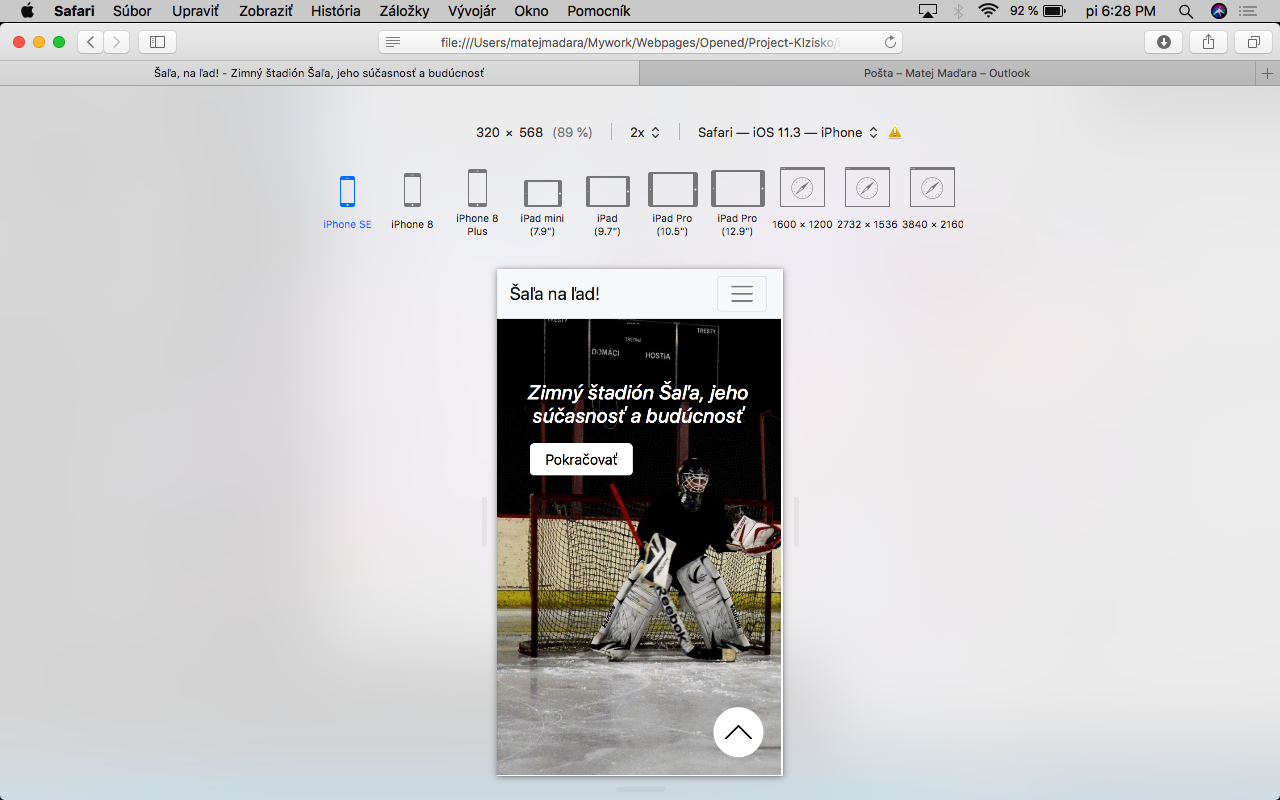 Safari Súbor Upraviť Zobraziť História Záložky Vývojár Okno Pomocník 92 % pi 6:28 PM
file:///Users/matejmadara/Mywork/Webpages/Opened/Project-Klzisko/
Šaľa, na ľad! - Zimný štadión Šaľa, jeho súčasnosť a budúcnosť Pošta – Matej Maďara – Outlook
320 × 568 (89 %) 2x Safari — iOS 11.3 — iPhone
iPhone SE iPhone 8 iPhone 8 Plus iPad mini (7.9") iPad (9.7") iPad Pro (10.5") iPad Pro (12.9") 1600 × 1200 2732 × 1536 3840 × 2160
Šaľa na ľad!
TRESTY TRESTY
DOMÁCI HOSTIA
Zimný štadión Šaľa, jeho
súčasnosť a budúcnosť
Pokračovať
Reebok